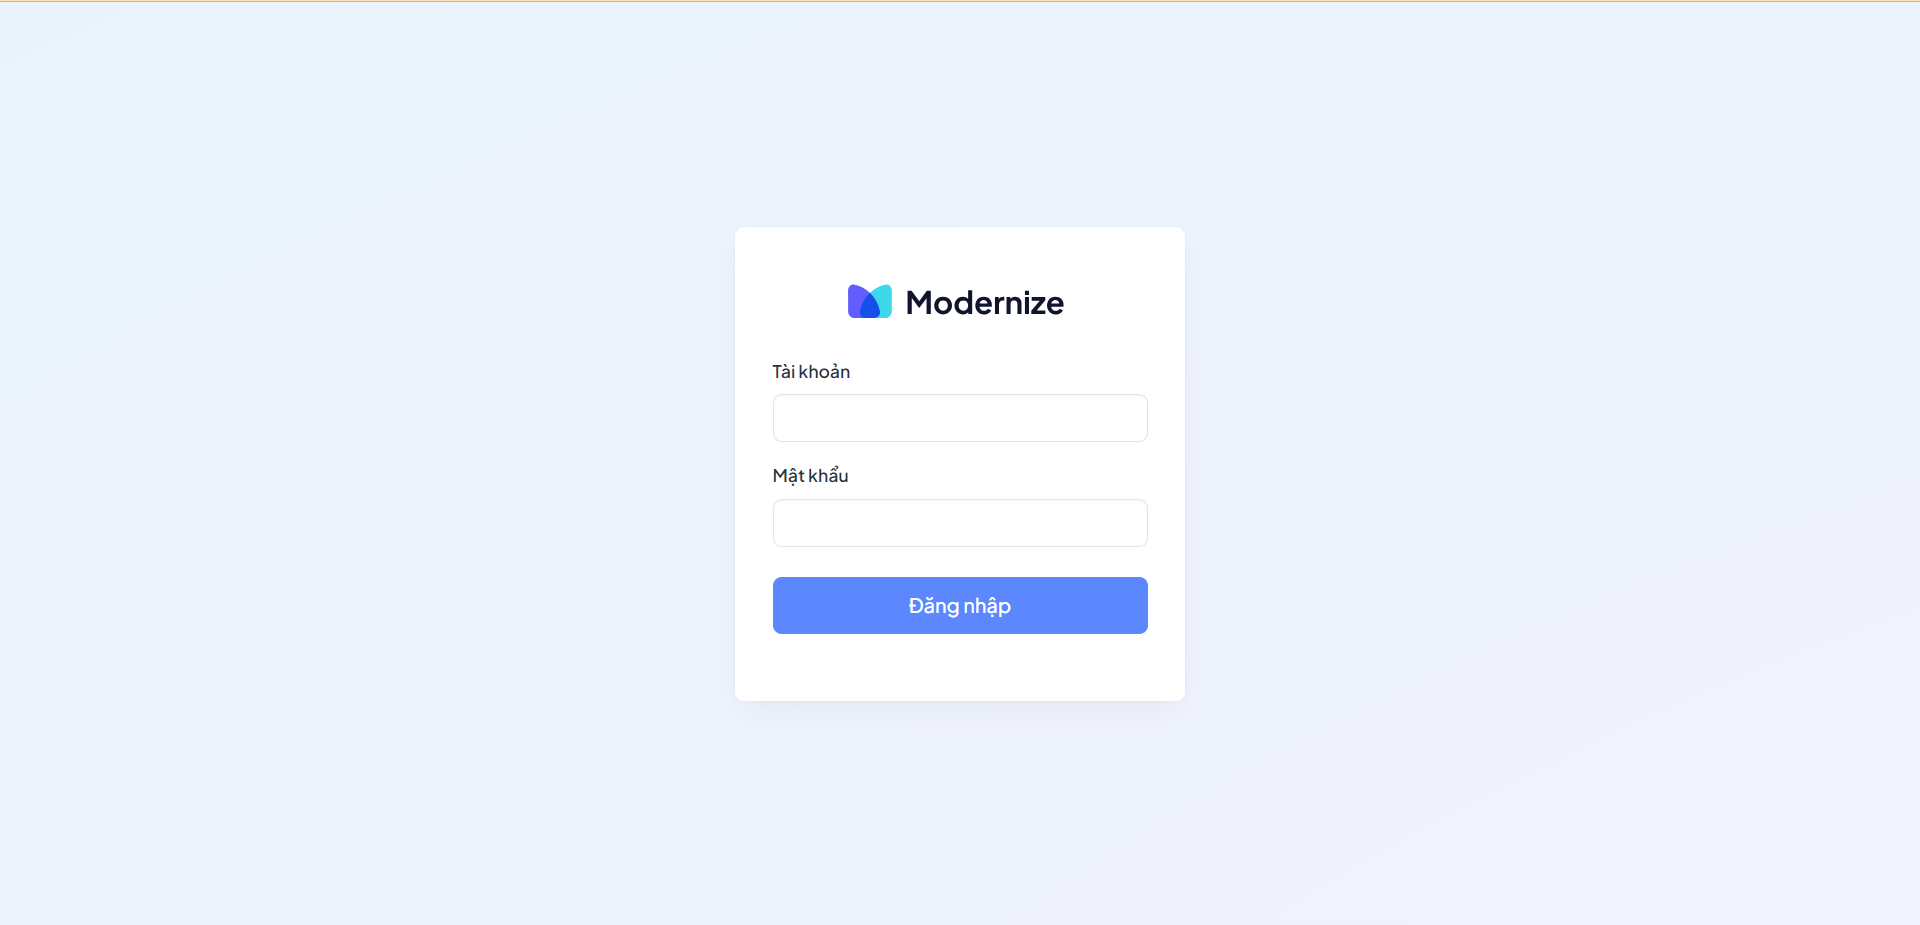 Modernize
Tài khoản
Mật khẩu
Đăng nhập